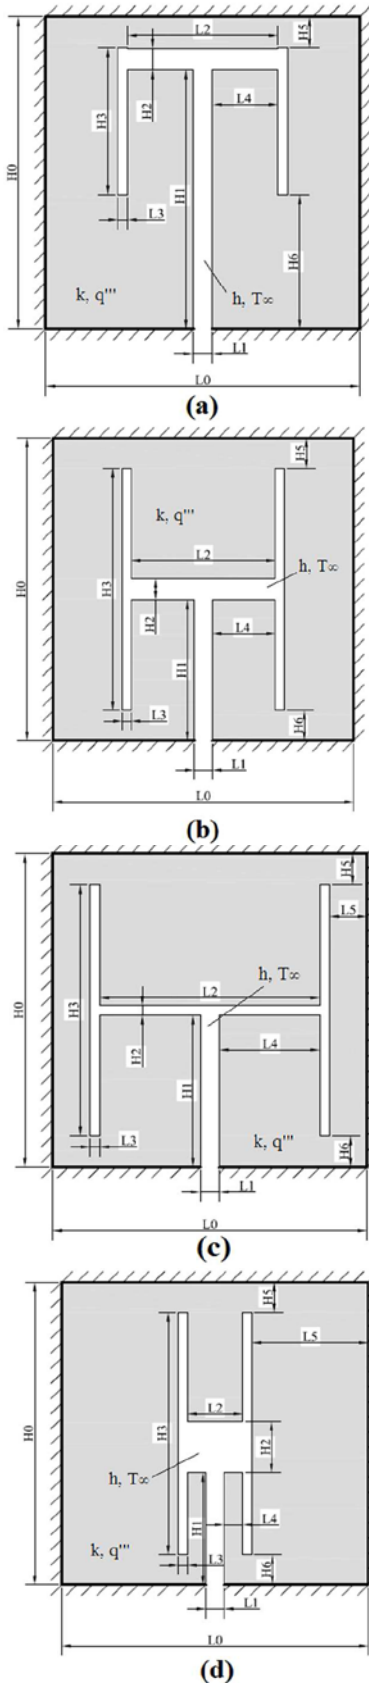 L2
H5
H2
H3
L4
H0
H1
L3
H6
k, q'''
h, T∞
L1
L0
(a)
H5
k, q'''
L2
h, T∞
H3
H0
H2
L4
H1
L3
H6
L1
L0
(b)
H5
L5
h, T∞
H0
L2
H3
H2
L4
H1
k, q'''
L3
H6
L1
L0
(c)
H5
L5
L2
H3
H0
H2
h, T∞
H1
L4
k, q'''
L3
H6
L1
L0
(d)